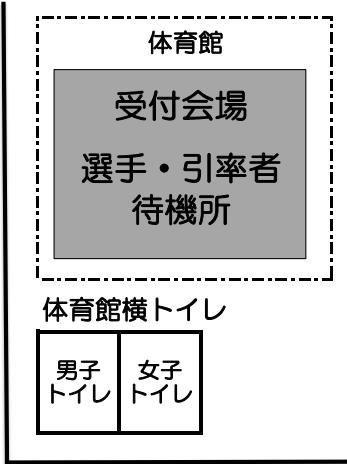 体育館
受付会場
選手・引率者
待機所
体育館横トイレ
男子
トイレ
女子
トイレ